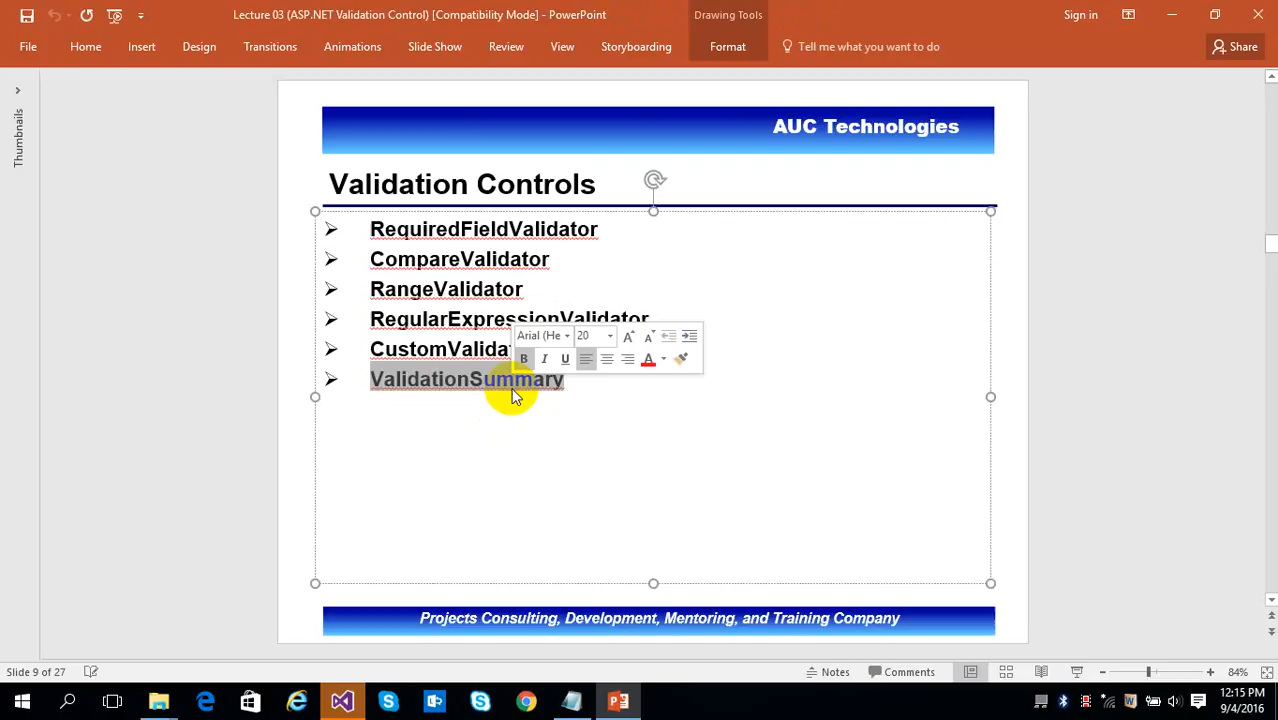 Lecture 03 (ASP.NET Validation Control) [Compatibility Mode] - PowerPoint
Drawing Tools
Sign in
File
Home
Insert
Design
Transitions
Animations
Slide Show
Review
View
Storyboarding
Format
Tell me what you want to do
Share
Thumbnails
AUC Technologies
Validation Controls
RequiredFieldValidator
CompareValidator
RangeValidator
RegularExpressionValidator
Arial (He
20
CustomValidat
B I U A
ValidationSummary
Projects Consulting, Development, Mentoring, and Training Company
Slide 9 of 27
Notes
Comments
84%
12:15 PM
9/4/2016